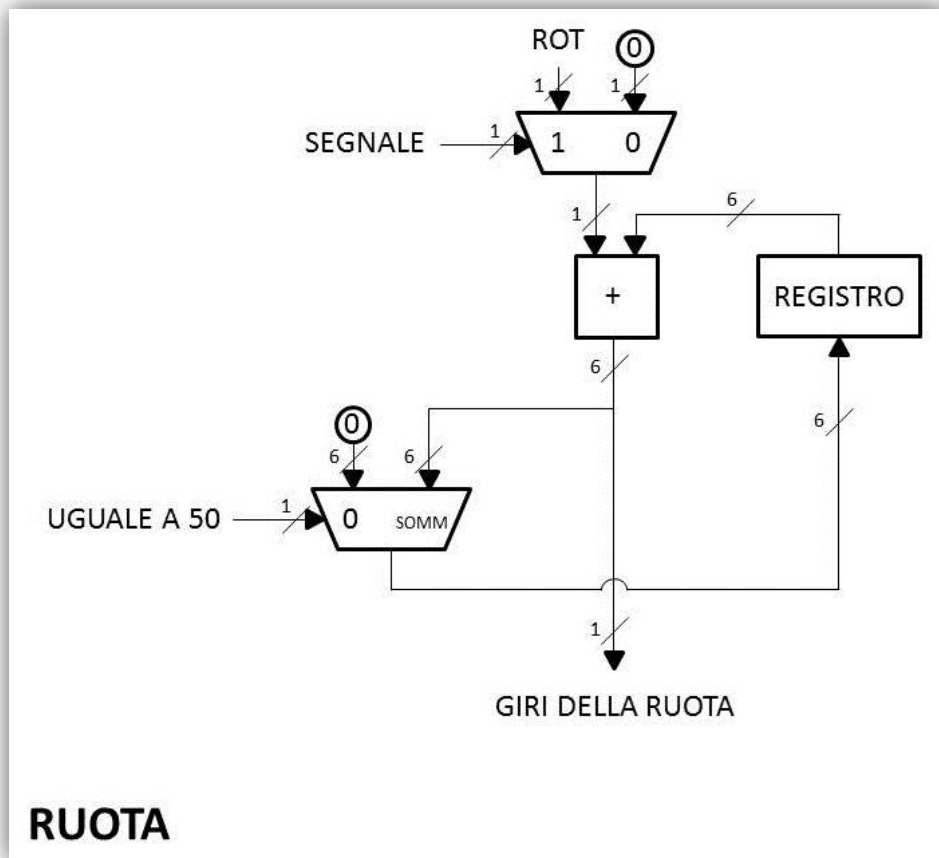 ROT
0
1
1
SEGNALE
1
1 0
1
6
+
REGISTRO
6
0
6
6
6
UGUALE A 50
1
0 SOMM
1
GIRI DELLA RUOTA
RUOTA